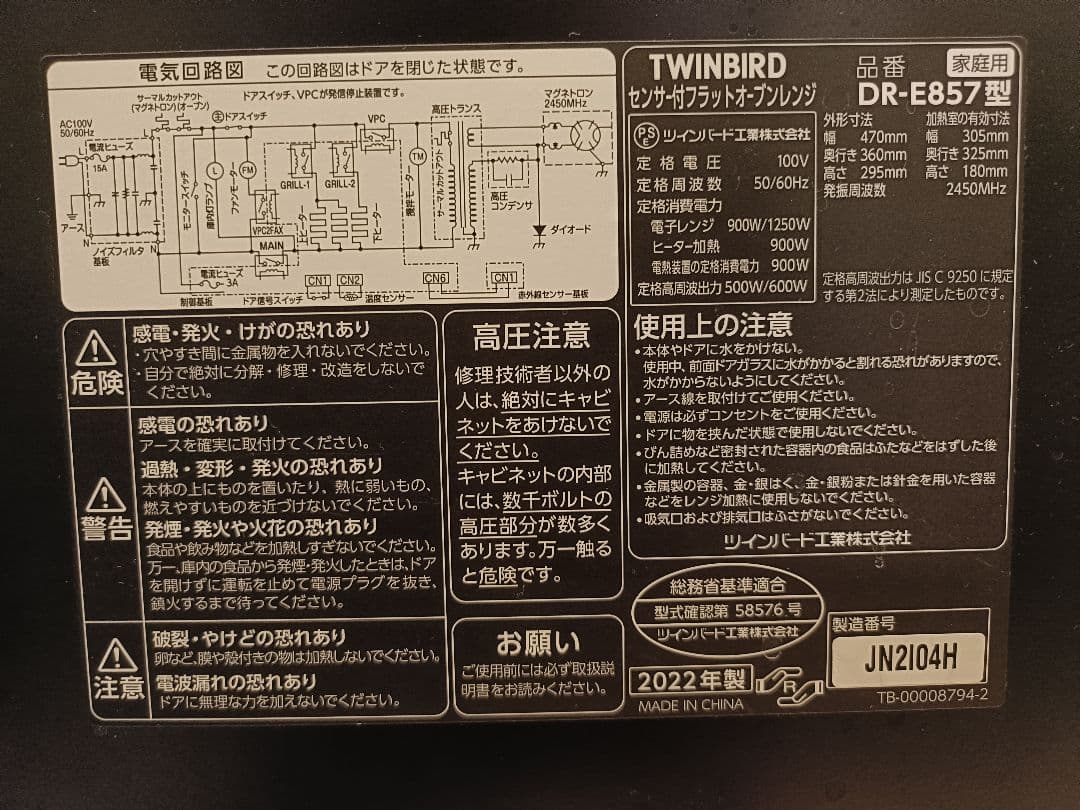 電気回路図 この回路図はドアを閉じた状態です。
サーマルカットアウト
(マグネトロン)(オーブン)
ドアスイッチ、VPCが発信停止装置です。
主ドアスイッチ
VPC
高圧トランス
マグネトロン
2450MHz
AC100V
50/60Hz
電流ヒューズ
15A
L
L
FM
TM
GRILL-1
GRILL-2
サーマルカットアウト
高圧
コンデンサ
モニタースイッチ
庫内灯ランプ
ファンモーター
VPC2FAX
MAIN
上ヒーター
下ヒーター
ダイオード
アース
N
N
ノイズフィルタ
基板
電流ヒューズ
3A
CN1
CN2
CN6
CN1
制御基板
ドア信号スイッチ
温度センサー
赤外線センサー基板
TWINBIRD
センサー付フラットオーブンレンジ
品番
家庭用
DR-E857型
PSE ツインバード工業株式会社
定格電圧 100V
定格周波数 50/60Hz
定格消費電力
電子レンジ 900W/1250W
ヒーター加熱 900W
電熱装置の定格消費電力 900W
定格高周波出力 500W/600W
外形寸法
幅 470mm
奥行き 360mm
高さ 295mm
発振周波数 2450MHz
加熱室の有効寸法
幅 305mm
奥行き 325mm
高さ 180mm
定格高周波出力は JIS C 9250 に規定
する第2法により測定したものです。
危険
感電・発火・けがの恐れあり
・穴やすき間に金属物を入れないでください。
・自分で絶対に分解・修理・改造をしないで
ください。
警告
感電の恐れあり
アースを確実に取付けてください。
過熱・変形・発火の恐れあり
本体の上にものを置いたり、熱に弱いもの、
燃えやすいものを近づけないでください。
発煙・発火や火花の恐れあり
食品や飲み物などを加熱しすぎないでください。
万一、庫内の食品から発煙・発火したときは、ドア
を開けずに運転を止めて電源プラグを抜き、
鎮火するまで待ってください。
注意
破裂・やけどの恐れあり
卵など、膜や殻付きの物は加熱しないでください。
電波漏れの恐れあり
ドアに無理な力を加えないでください。
高圧注意
修理技術者以外の
人は、絶対にキャビ
ネットをあけないで
ください。
キャビネットの内部
には、数千ボルトの
高圧部分が数多く
あります。万一触る
と危険です。
お願い
ご使用前には必ず取扱説
明書をお読みください。
使用上の注意
・本体やドアに水をかけない。
使用中、前面ドアガラスに水がかかると割れる恐れがありますので、
水がかからないようにしてください。
・アース線を取付けてご使用ください。
・電源は必ずコンセントをご使用ください。
・ドアに物を挟んだ状態で使用しないでください。
・びん詰めなど密封された容器内の食品はふたなどをはずした後
に加熱してください。
・金属製の容器、金・銀はく、金・銀粉または針金を用いた容器
などをレンジ加熱に使用しないでください。
・吸気口および排気口はふさがないでください。
ツインバード工業株式会社
総務省基準適合
型式確認第 58576 号
ツインバード工業株式会社
2022年製
R
MADE IN CHINA
製造番号
JN2I04H
TB-00008794-2